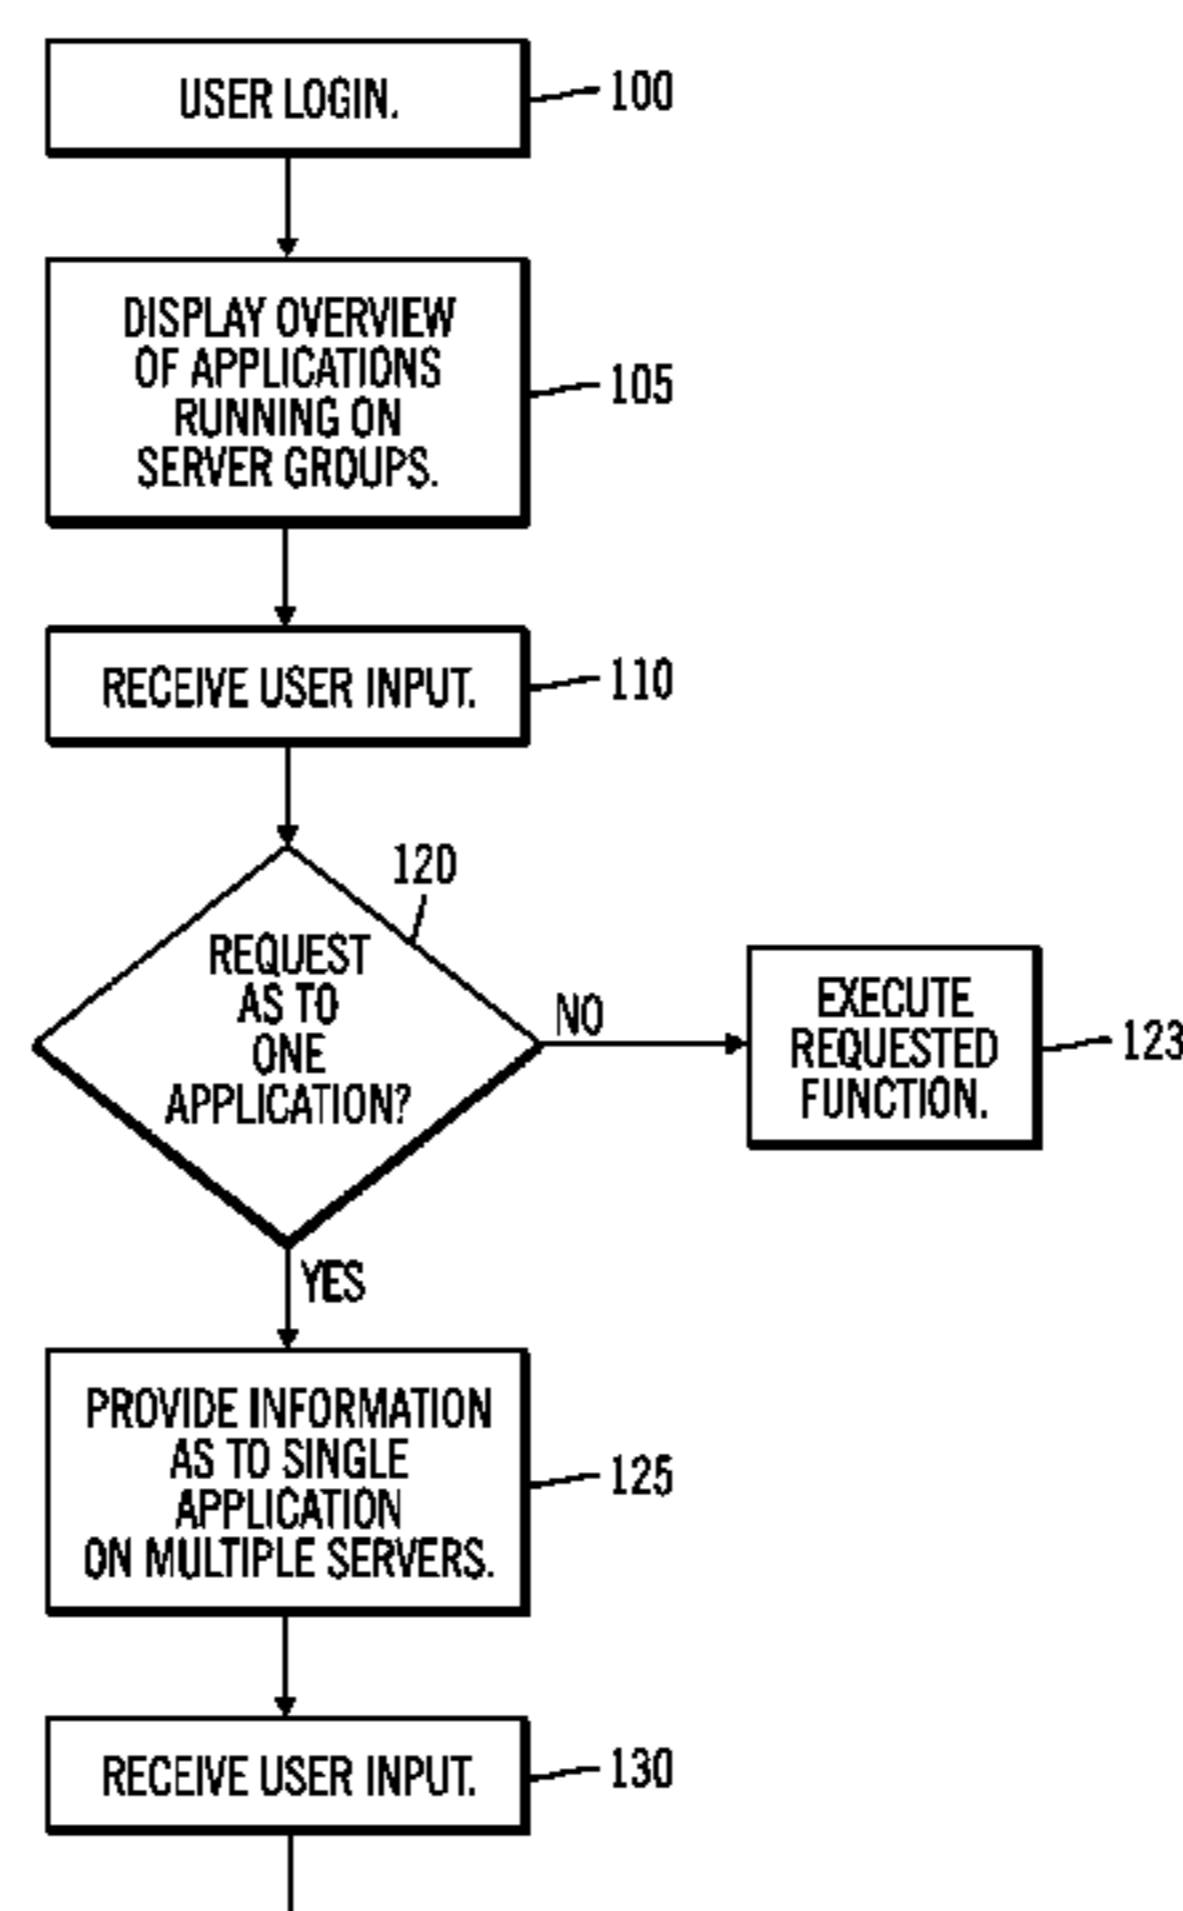 USER LOGIN.
100
DISPLAY OVERVIEW
OF APPLICATIONS
RUNNING ON
SERVER GROUPS.
105
RECEIVE USER INPUT.
110
120
REQUEST
AS TO
ONE
APPLICATION?
NO
EXECUTE
REQUESTED
FUNCTION.
123
YES
PROVIDE INFORMATION
AS TO SINGLE
APPLICATION
ON MULTIPLE SERVERS.
125
RECEIVE USER INPUT.
130